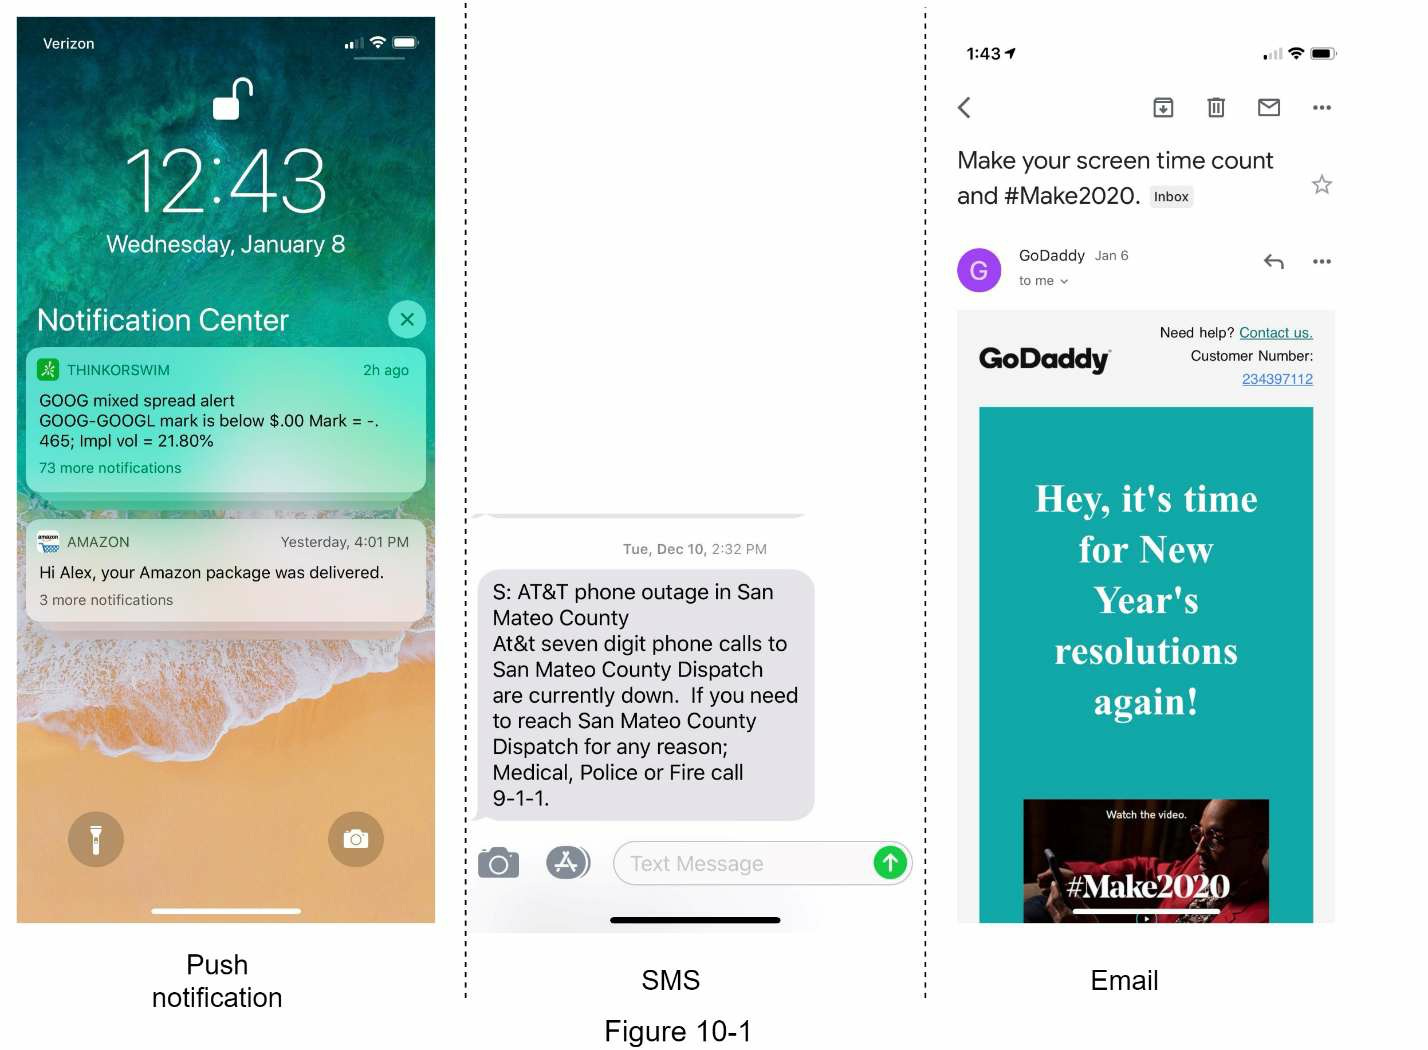 Verizon
12:43
Wednesday, January 8
Notification Center
THINKORSWIM 2h ago
GOOG mixed spread alert
GOOG-GOOGL mark is below $.00 Mark = -.
465; Impl vol = 21.80%
73 more notifications
amazon
AMAZON Yesterday, 4:01 PM
Hi Alex, your Amazon package was delivered.
3 more notifications
Push
notification
Tue, Dec 10, 2:32 PM
S: AT&T phone outage in San
Mateo County
At&t seven digit phone calls to
San Mateo County Dispatch
are currently down.  If you need
to reach San Mateo County
Dispatch for any reason;
Medical, Police or Fire call
9-1-1.
Text Message
SMS
1:43
Make your screen time count
and #Make2020. Inbox
G
GoDaddy Jan 6
to me
Need help? Contact us.
GoDaddy
Customer Number:
234397112
Hey, it's time
for New
Year's
resolutions
again!
Watch the video.
#Make2020
Email
Figure 10-1